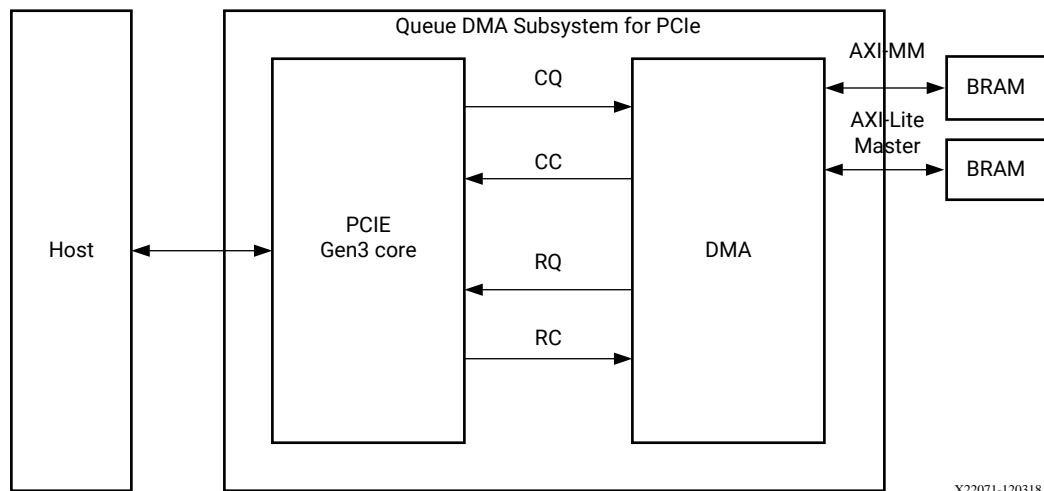 Queue DMA Subsystem for PCIe
AXI-MM
CQ
BRAM
AXI-Lite
Master
CC
BRAM
PCIE
Gen3 core
Host
DMA
RQ
RC
X22071-120318